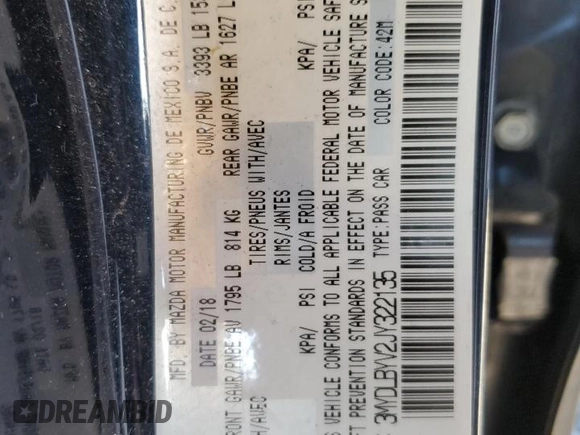 MFD. BY MAZDA MOTOR MANUFACTURING DE MEXICO S.A. DE C.
DATE 02/18 GVWR/PNBV 3393 LB 15
FRONT GAWR/PNBE AV 1795 LB 814 KG REAR GAWR/PNBE AR 1627 L
H/AVEC TIRES/PNEUS WITH/AVEC
RIMS/JANTES
KPA/ PSI COLD/A FROID KPA/ PSI
S VEHICLE CONFORMS TO ALL APPLICABLE FEDERAL MOTOR VEHICLE SAF
FT PREVENTION STANDARDS IN EFFECT ON THE DATE OF MANUFACTURE S
3MYDLBYV2JY322135 TYPE:PASS CAR COLOR CODE:42M
DREAMBID